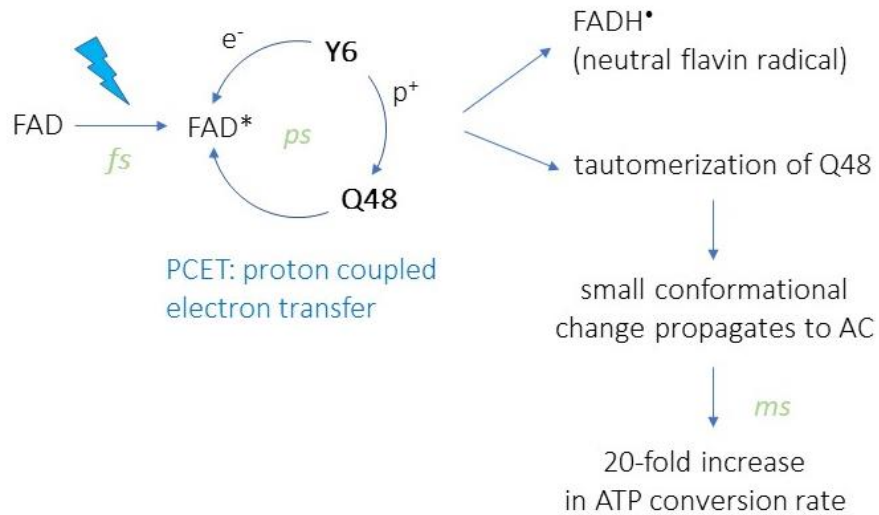 FADH•
(neutral flavin radical)
e-
Y6
p+
FAD
FAD*
ps
fs
Q48
tautomerization of Q48
PCET: proton coupled
electron transfer
small conformational
change propagates to AC
ms
20-fold increase
in ATP conversion rate